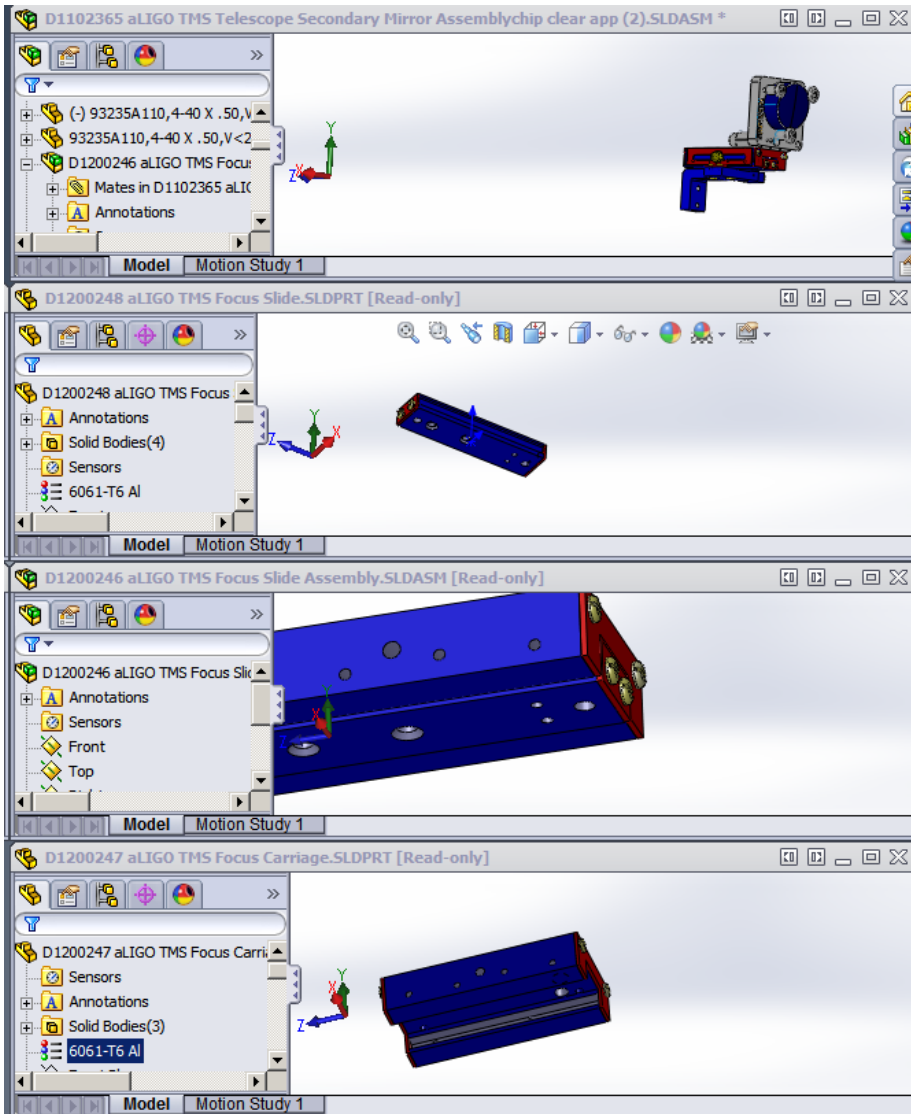 D1102365 aLIGO TMS Telescope Secondary Mirror Assemblychip clear app (2).SLDASM *
(-) 93235A110,4-40 X .50,V
93235A110,4-40 X .50,V<2
D1200246 aLIGO TMS Focus
Mates in D1102365 aLIG
Annotations
Y
Z X
Model Motion Study 1
D1200248 aLIGO TMS Focus Slide.SLDPRT [Read-only]
D1200248 aLIGO TMS Focus
Annotations
Solid Bodies(4)
Sensors
6061-T6 Al
Y
Z X
Model Motion Study 1
D1200246 aLIGO TMS Focus Slide Assembly.SLDASM [Read-only]
D1200246 aLIGO TMS Focus Slid
Annotations
Sensors
Front
Top
Y
X
Z
Model Motion Study 1
D1200247 aLIGO TMS Focus Carriage.SLDPRT [Read-only]
D1200247 aLIGO TMS Focus Carria
Sensors
Annotations
Solid Bodies(3)
6061-T6 Al
Y
X
Z
Model Motion Study 1